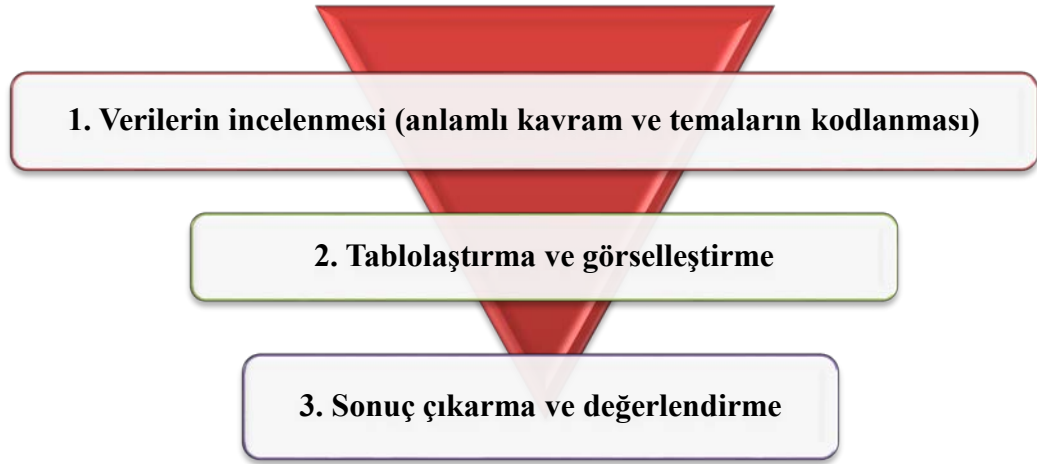 1. Verilerin incelenmesi (anlamlı kavram ve temaların kodlanması)
2. Tablolaştırma ve görselleştirme
3. Sonuç çıkarma ve değerlendirme